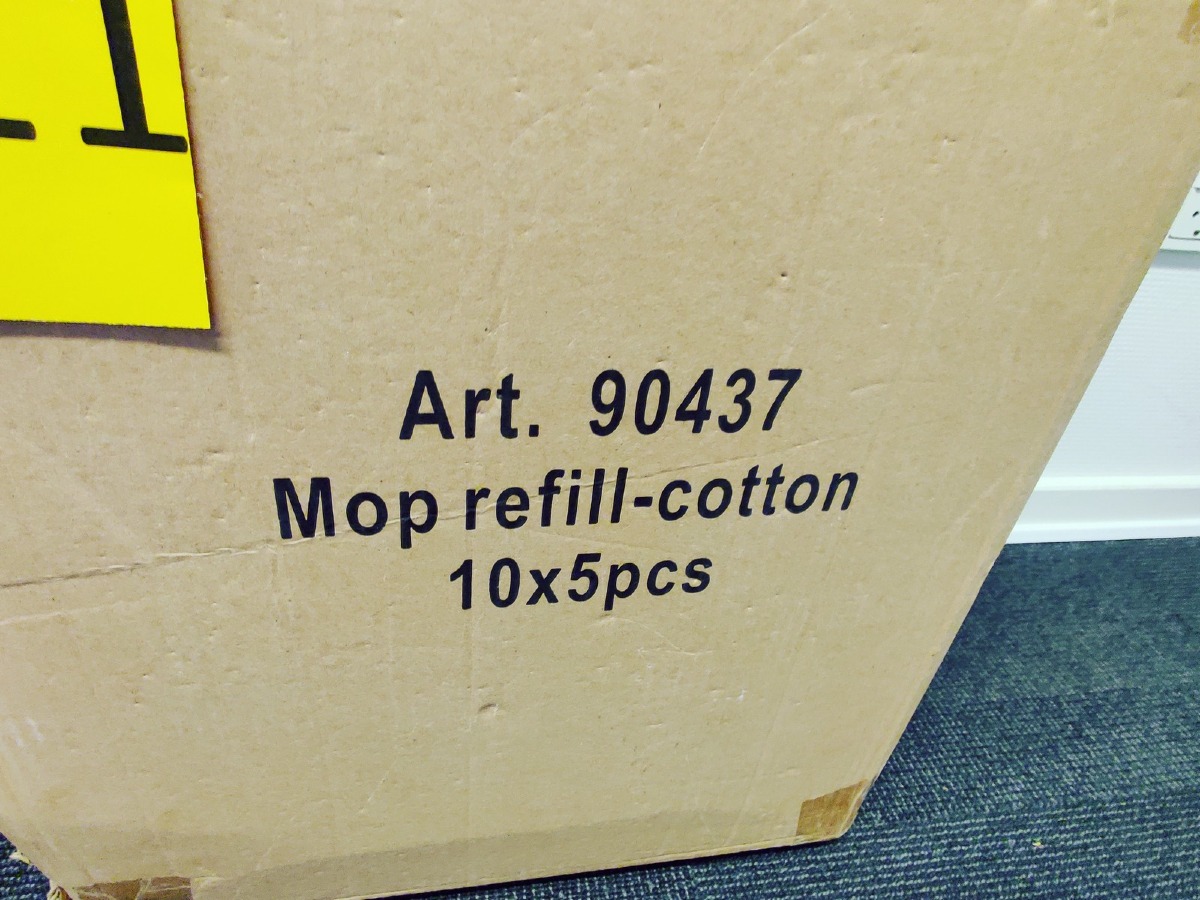 Art. 90437
Mop refill-cotton
10x5pcs